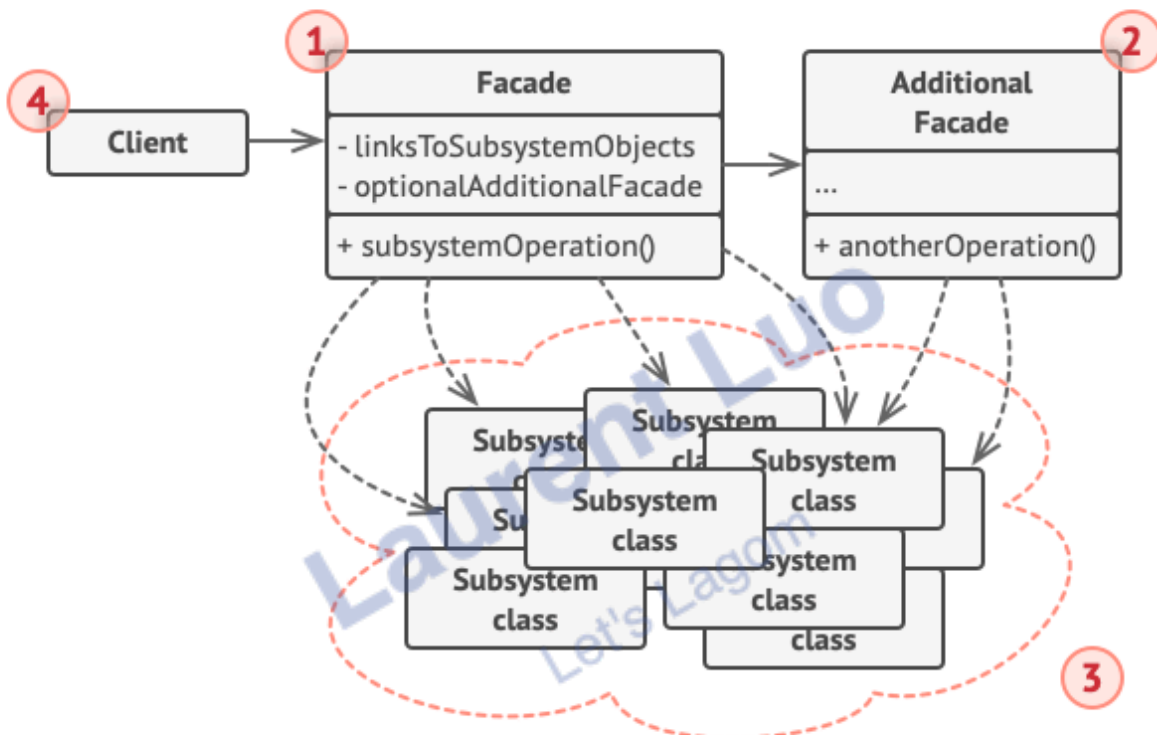 1
2
4
Facade
Additional
Facade
Client
- linksToSubsystemObjects
- optionalAdditionalFacade
...
+ subsystemOperation()
+ anotherOperation()
Subsystem
Subsystem
class
Subsystem
class
Subsystem
class
Subsystem
class
class
3
Laurent Luo
Let's Lagom